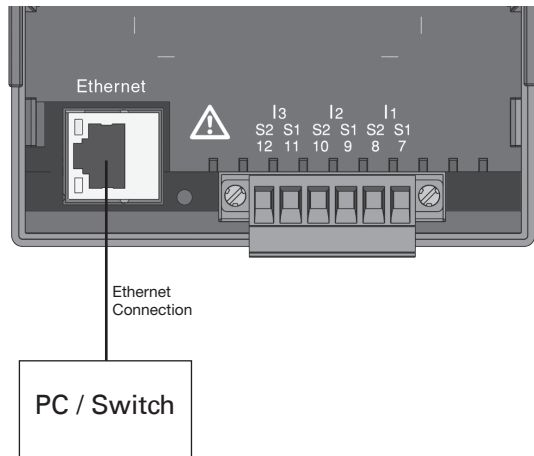 Ethernet
I3 I2 I1
S2 S1 S2 S1 S2 S1
12 11 10 9 8 7
Ethernet
Connection
PC / Switch